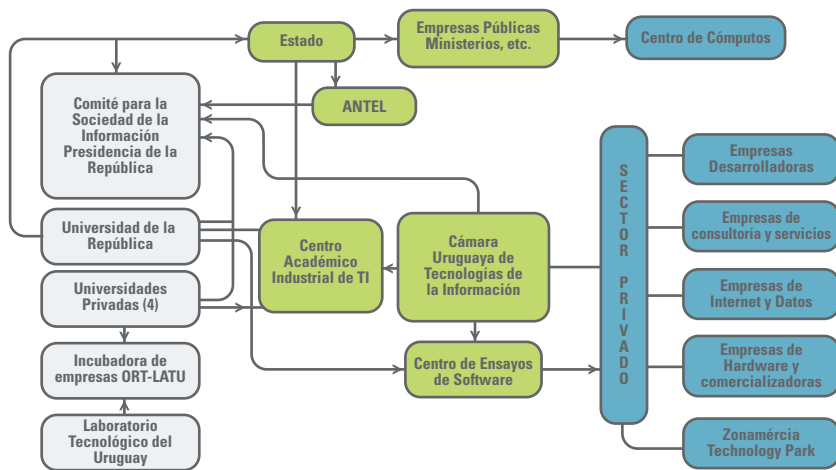 Estado
Empresas Públicas
Ministerios, etc.
Centro de Cómputos
Comité para la
Sociedad de la
Información
Presidencia de la
República
ANTEL
Universidad de la
República
Centro
Académico
Industrial de TI
Cámara
Uruguaya de
Tecnologías de
la Información
Universidades
Privadas (4)
Incubadora de
empresas ORT-LATU
Centro de Ensayos
de Software
Laboratorio
Tecnológico del
Uruguay
SECTOR PRIVADO
Empresas
Desarrolladoras
Empresas de
consultoría y servicios
Empresas de
Internet y Datos
Empresas de
Hardware y
comercializadoras
Zonamércia
Technology Park